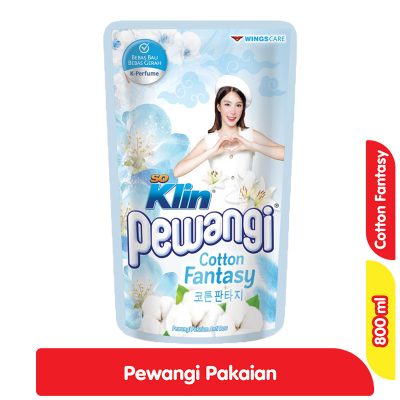 WINGSCARE
BEBAS BAU
BEBAS GERAH
K-Perfume
SO
Klin
Pewangi
Cotton
Fantasy
코튼 판타지
Cotton Fantasy
800 ml
Pewangi Pakaian